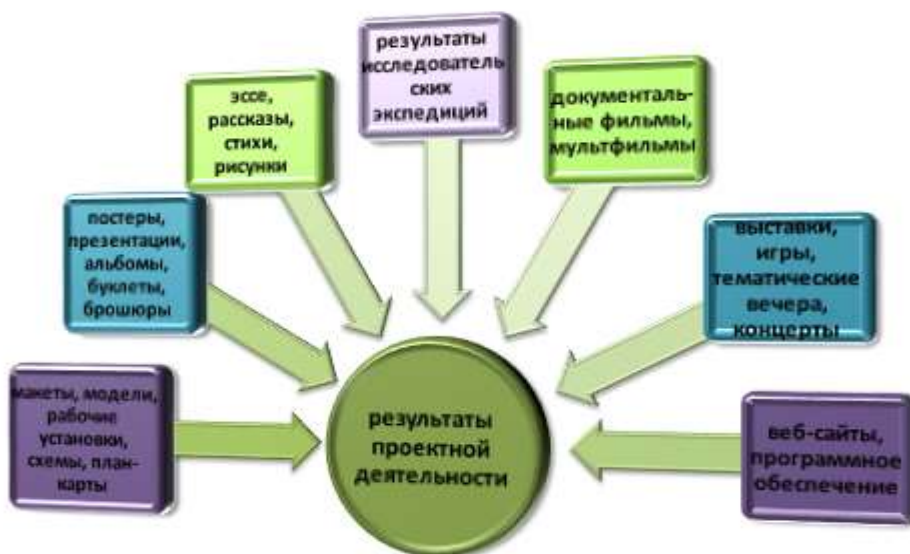 результаты
исследователь
ских
экспедиций
эссе,
рассказы,
стихи,
рисунки
документаль-
ные фильмы,
мультфильмы
постеры,
презентации,
альбомы,
буклеты,
брошюры
выставки,
игры,
тематические
вечера,
концерты
макеты, модели,
рабочие
установки,
схемы, план-
карты
результаты
проектной
деятельности
веб-сайты,
программное
обеспечение